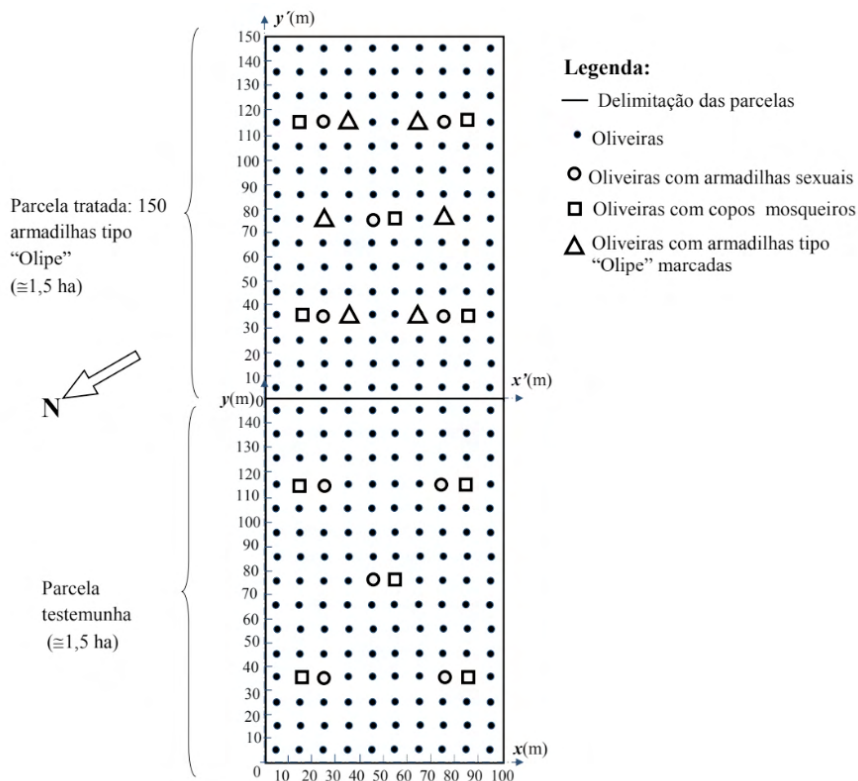 y´(m)
150
140
130
120
110
100
90
80
70
60
50
40
30
20
10
x'(m)
y(m) 0
140
130
120
110
100
90
80
70
60
50
40
30
20
10
0
x(m)
10 20 30 40 50 60 70 80 90 100
Parcela tratada: 150
armadilhas tipo
“Olipe”
(≅1,5 ha)
N
Parcela
testemunha
(≅1,5 ha)
Legenda:
Delimitação das parcelas
Oliveiras
Oliveiras com armadilhas sexuais
Oliveiras com copos mosqueiros
Oliveiras com armadilhas tipo
“Olipe” marcadas